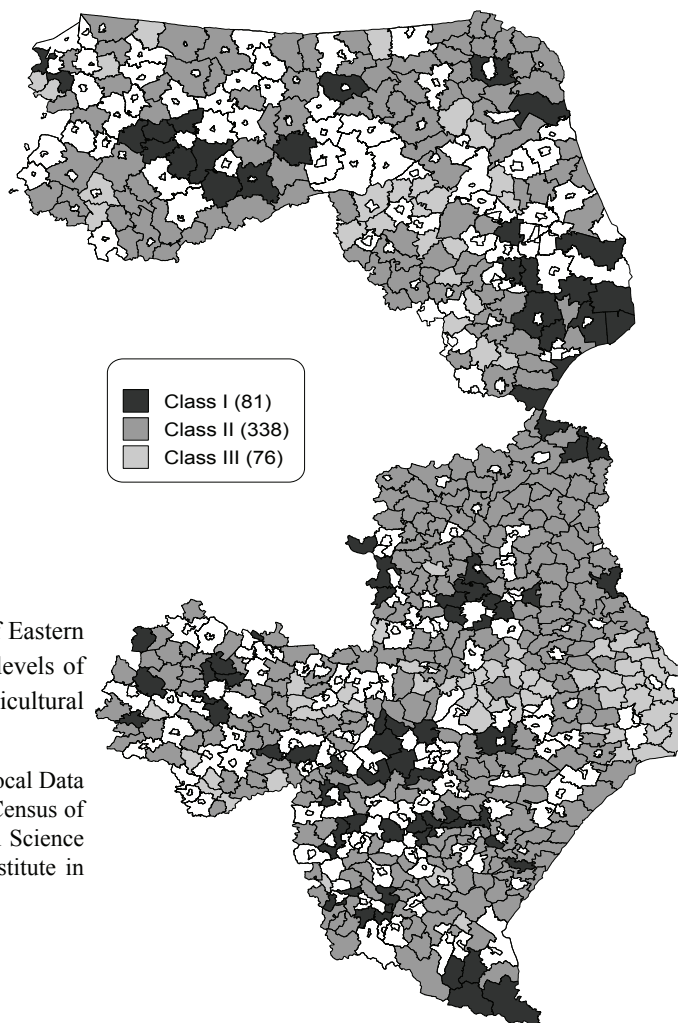 Class I (81)
Class II (338)
Class III (76)
Eastern
levels of
icultural
ocal Data
Census of
Science
stitute in